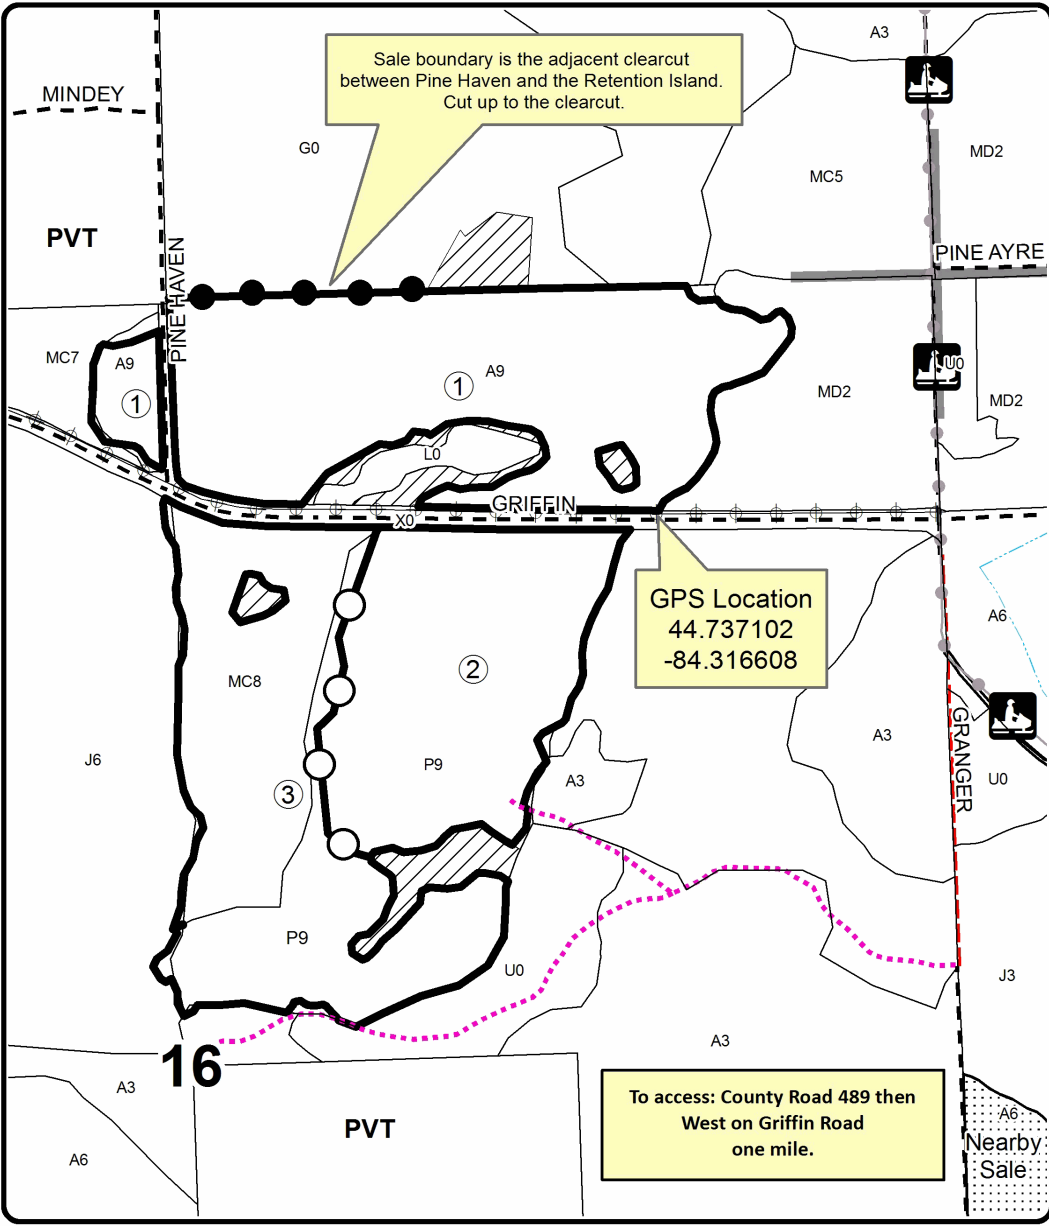 A3
Sale boundary is the adjacent clearcut
between Pine Haven and the Retention Island.
Cut up to the clearcut.
MINDEY
G0
MD2
MC5
PVT
PINE HAVEN
PINE AYRE
MC7
A9
A9
1
1
U0
MD2
MD2
L0
GRIFFIN
X0
GPS Location
44.737102
-84.316608
A6
MC8
2
J6
P9
A3
A3
GRANGER
U0
3
P9
U0
J3
A3
16
A3
PVT
A6
To access: County Road 489 then
West on Griffin Road
one mile.
A6
Nearby
Sale